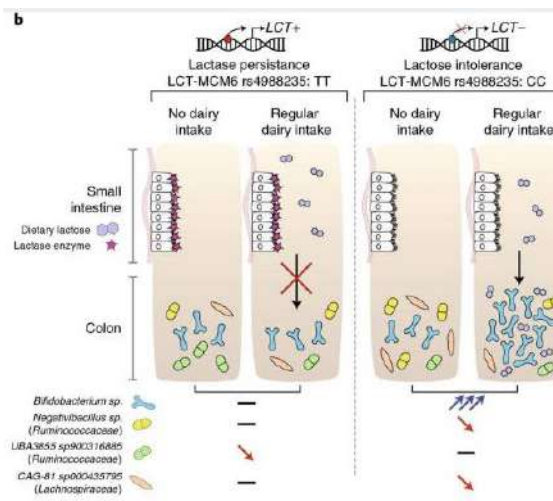 b
LCT+
LCT–
Lactase persistance
Lactose intolerance
LCT-MCM6 rs4988235: TT
LCT-MCM6 rs4988235: CC
No dairy
intake
Regular
dairy intake
No dairy
intake
Regular
dairy intake
Small
intestine
Dietary lactose
Lactase enzyme
Colon
Bifidobacterium sp.
Negativibacillus sp.
(Ruminococcaceae)
UBA3855 sp900316885
(Ruminococcaceae)
CAG-81 sp000435795
(Lachnospiraceae)